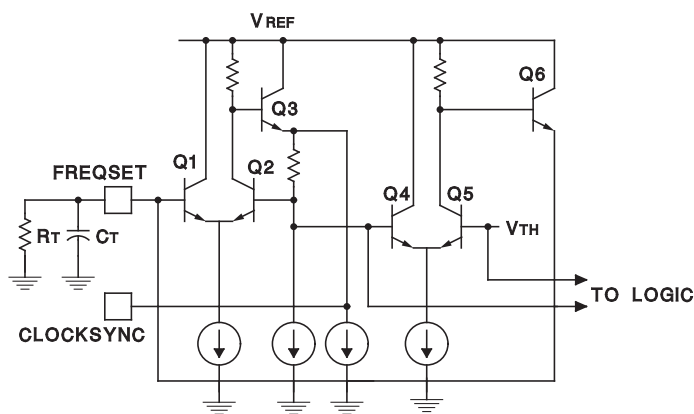 VREF
Q6
Q3
Q1
Q2
FREQSET
Q4
Q5
RT
CT
VTH
TO LOGIC
CLOCKSYNC